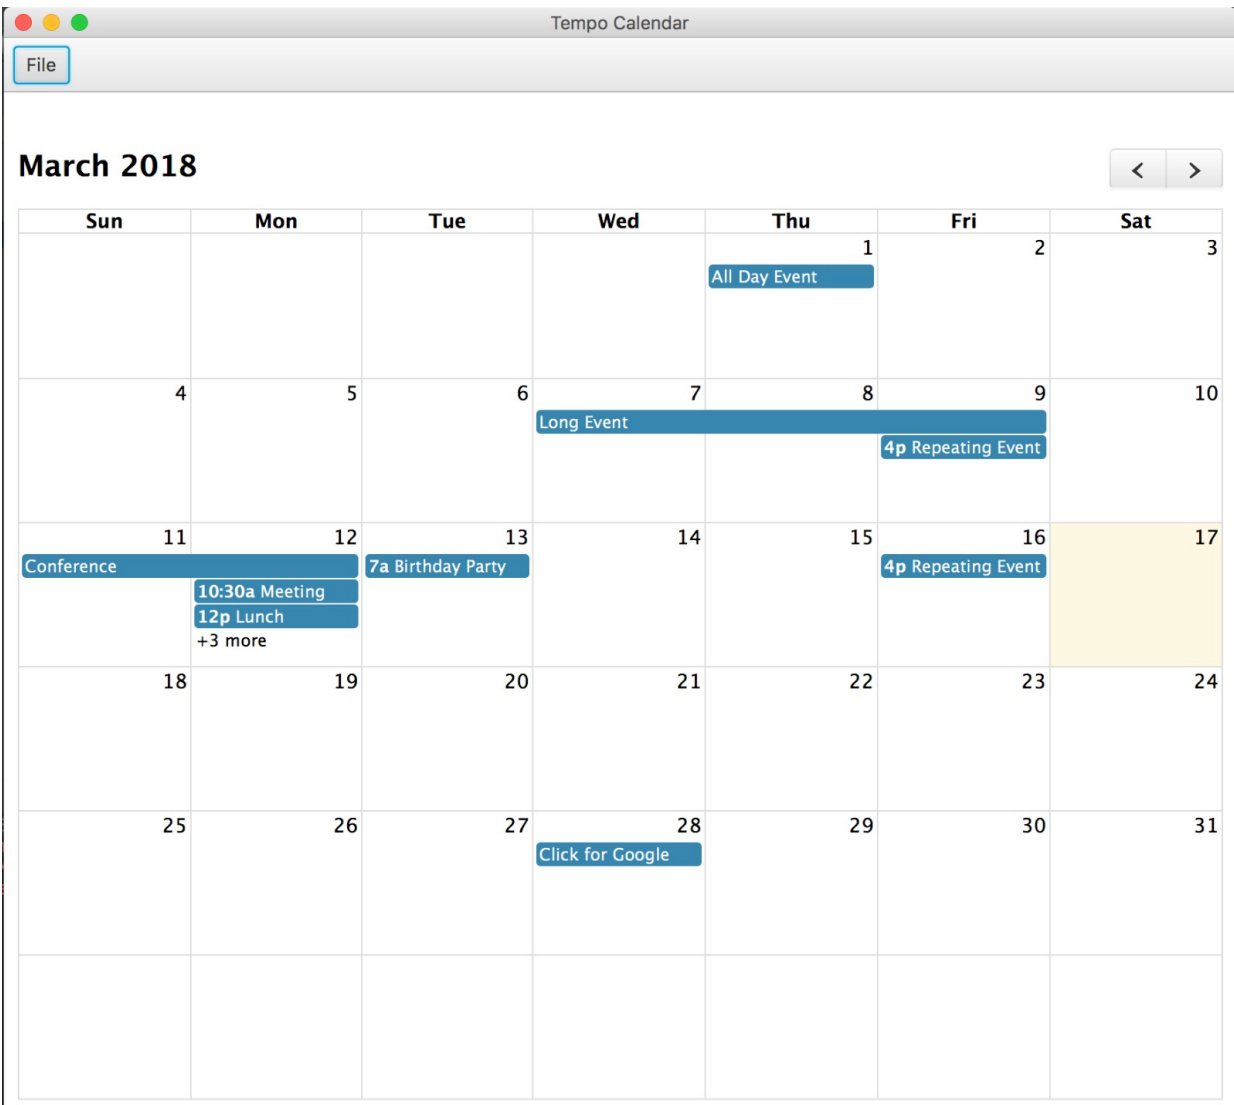 Tempo Calendar
File
March 2018
< >
Sun Mon Tue Wed Thu Fri Sat
1 2 3
All Day Event
4 5 6 7 8 9 10
Long Event
4p Repeating Event
11 12 13 14 15 16 17
Conference 7a Birthday Party 4p Repeating Event
10:30a Meeting
12p Lunch
+3 more
18 19 20 21 22 23 24
25 26 27 28 29 30 31
Click for Google